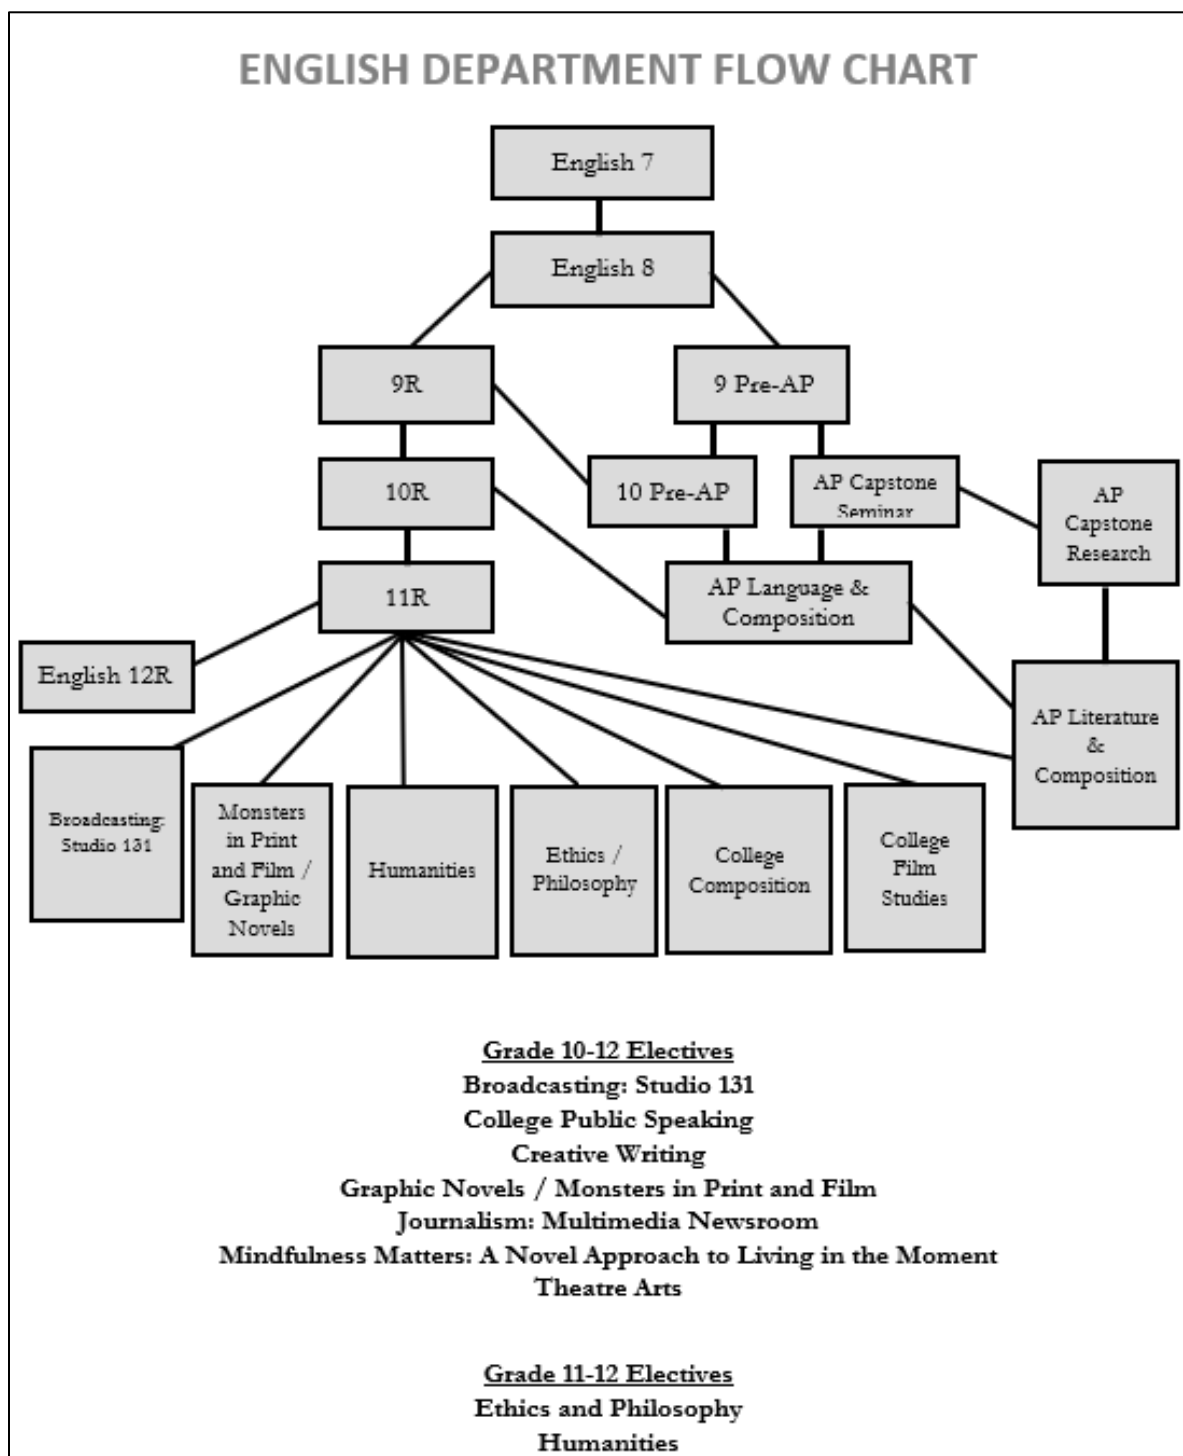 ENGLISH DEPARTMENT FLOW CHART
English 7
English 8
9R
9 Pre-AP
10R
10 Pre-AP
AP Capstone
Seminar
AP
Capstone
Research
11R
AP Language &
Composition
English 12R
AP Literature
&
Composition
Broadcasting:
Studio 131
Monsters
in Print
and Film /
Graphic
Novels
Humanities
Ethics /
Philosophy
College
Composition
College
Film
Studies
Grade 10-12 Electives
Broadcasting: Studio 131
College Public Speaking
Creative Writing
Graphic Novels / Monsters in Print and Film
Journalism: Multimedia Newsroom
Mindfulness Matters: A Novel Approach to Living in the Moment
Theatre Arts
Grade 11-12 Electives
Ethics and Philosophy
Humanities